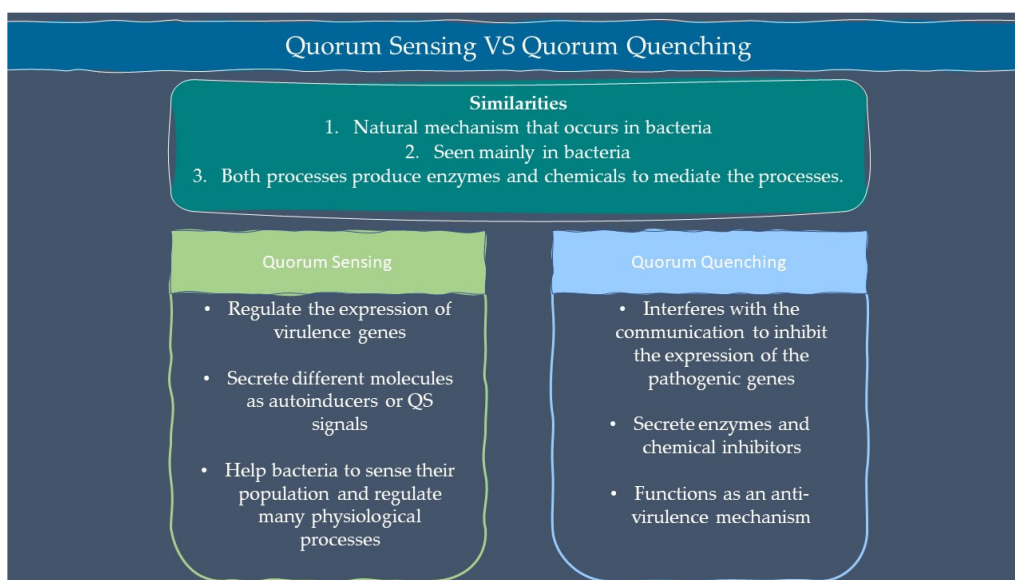 Quorum Sensing VS Quorum Quenching
Similarities
1. Natural mechanism that occurs in bacteria
2. Seen mainly in bacteria
3. Both processes produce enzymes and chemicals to mediate the processes.
Quorum Sensing
• Regulate the expression of
virulence genes
• Secrete different molecules
as autoinducers or QS
signals
• Help bacteria to sense their
population and regulate
many physiological
processes
Quorum Quenching
• Interferes with the
communication to inhibit
the expression of the
pathogenic genes
• Secrete enzymes and
chemical inhibitors
• Functions as an anti-
virulence mechanism